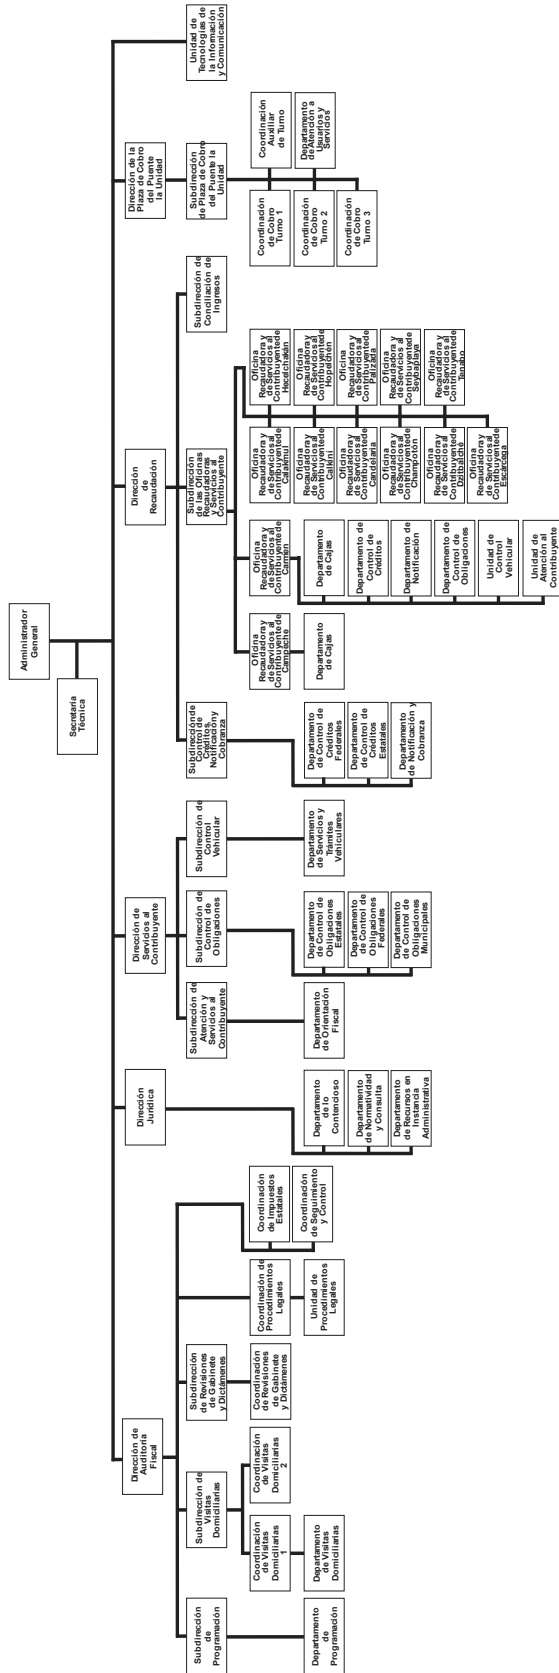 Administrador
General
Secretaría
Técnica
Dirección de
Auditoría
Fiscal
Dirección
Jurídica
Dirección de
Servicios al
Contribuyente
Dirección
de
Recaudación
Dirección de la
Plaza de Cobro
del Puente
la Unidad
Unidad de
Tecnologías de
la Información
y Comunicación
Subdirección
de
Programación
Subdirección de
Visitas
Domiciliarias
Subdirección
de Revisiones
de Gabinete
y Dictámenes
Subdirección de
Atención y
Servicios al
Contribuyente
Subdirección de
Control de
Obligaciones
Subdirección de
Control
Vehicular
Subdirección de
Control de
Créditos,
Notificación y
Cobranza
Subdirección
de las Oficinas
Recaudadoras
y Servicios al
Contribuyente
Subdirección de
Conciliación de
Ingresos
Subdirección
de Plaza de Cobro
del Puente la
Unidad
Coordinación
de Visitas
Domiciliarias
1
Coordinación
de Visitas
Domiciliarias
2
Coordinación
de Revisiones
de Gabinete
y Dictámenes
Coordinación de
Procedimientos
Legales
Coordinación
de Impuestos
Estatales
Coordinación
de Seguimiento
y Control
Departamento
de
Programación
Departamento
de Visitas
Domiciliarias
Unidad de
Procedimientos
Legales
Departamento
de lo
Contencioso
Departamento
de Normatividad
y Consulta
Departamento
de Recursos en
Instancia
Administrativa
Departamento
de Orientación
Fiscal
Departamento
de Control de
Obligaciones
Estatales
Departamento
de Control de
Obligaciones
Federales
Departamento
de Control de
Obligaciones
Municipales
Departamento
de Servicios y
Trámites
Vehiculares
Departamento
de Control de
Créditos
Federales
Departamento
de Control de
Créditos
Estatales
Departamento
de Notificación y
Cobranza
Oficina
Recaudadora y
de Servicios al
Contribuyente de
Campeche
Departamento
de Cajas
Oficina
Recaudadora y
de Servicios al
Contribuyente de
Carmen
Departamento
de Cajas
Departamento de
Control de
Créditos
Departamento de
Notificación
Departamento de
Control de
Obligaciones
Unidad de
Control
Vehicular
Unidad de
Atención al
Contribuyente
Oficina
Recaudadora y
de Servicios al
Contribuyente de
Calakmul
Oficina
Recaudadora y
de Servicios al
Contribuyente de
Hecelchakán
Oficina
Recaudadora y
de Servicios al
Contribuyente de
Calkiní
Oficina
Recaudadora y
de Servicios al
Contribuyente de
Hopelchén
Oficina
Recaudadora y
de Servicios al
Contribuyente de
Candelaria
Oficina
Recaudadora y
de Servicios al
Contribuyente de
Palizada
Oficina
Recaudadora y
de Servicios al
Contribuyente de
Champotón
Oficina
Recaudadora y
de Servicios al
Contribuyente de
Seybaplaya
Oficina
Recaudadora y
de Servicios al
Contribuyente de
Dzitbalché
Oficina
Recaudadora y
de Servicios al
Contribuyente de
Tenabo
Oficina
Recaudadora y
de Servicios al
Contribuyente de
Escárcega
Coordinación
de Cobro
Turno 1
Coordinación
Auxiliar
de Turno
Coordinación
de Cobro
Turno 2
Departamento
de Atención a
Usuarios y
Servicios
Coordinación
de Cobro
Turno 3